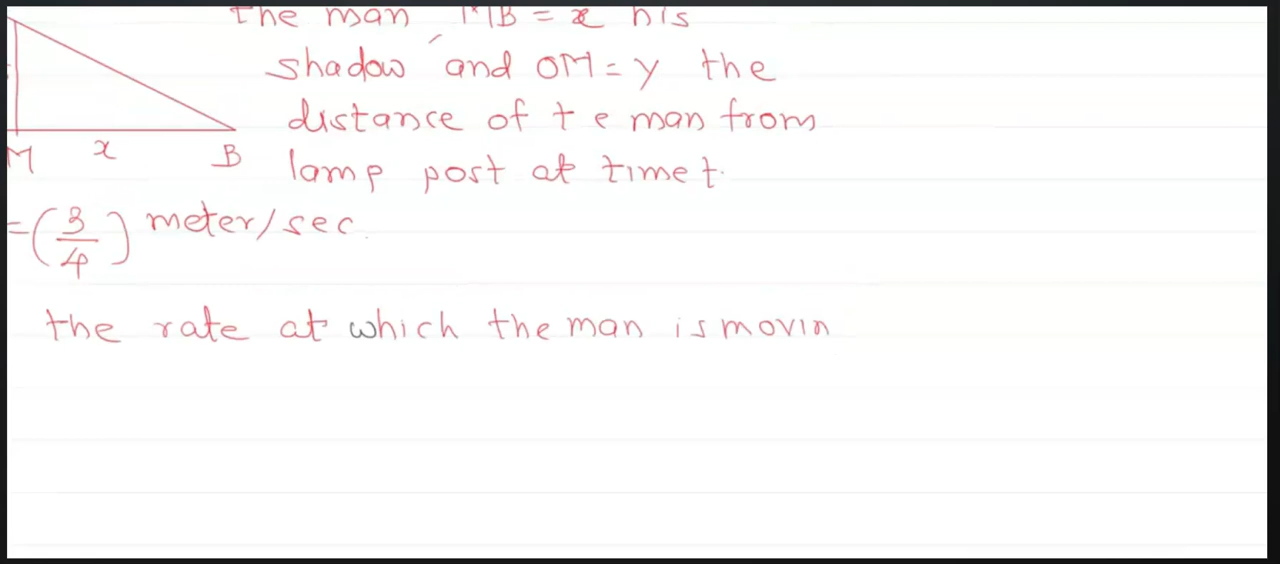 the man MB = x his
shadow and OM = y the
distance of t e man from
M x B lamp post at time t.
= (3/4) meter/sec.
the rate at which the man is movin